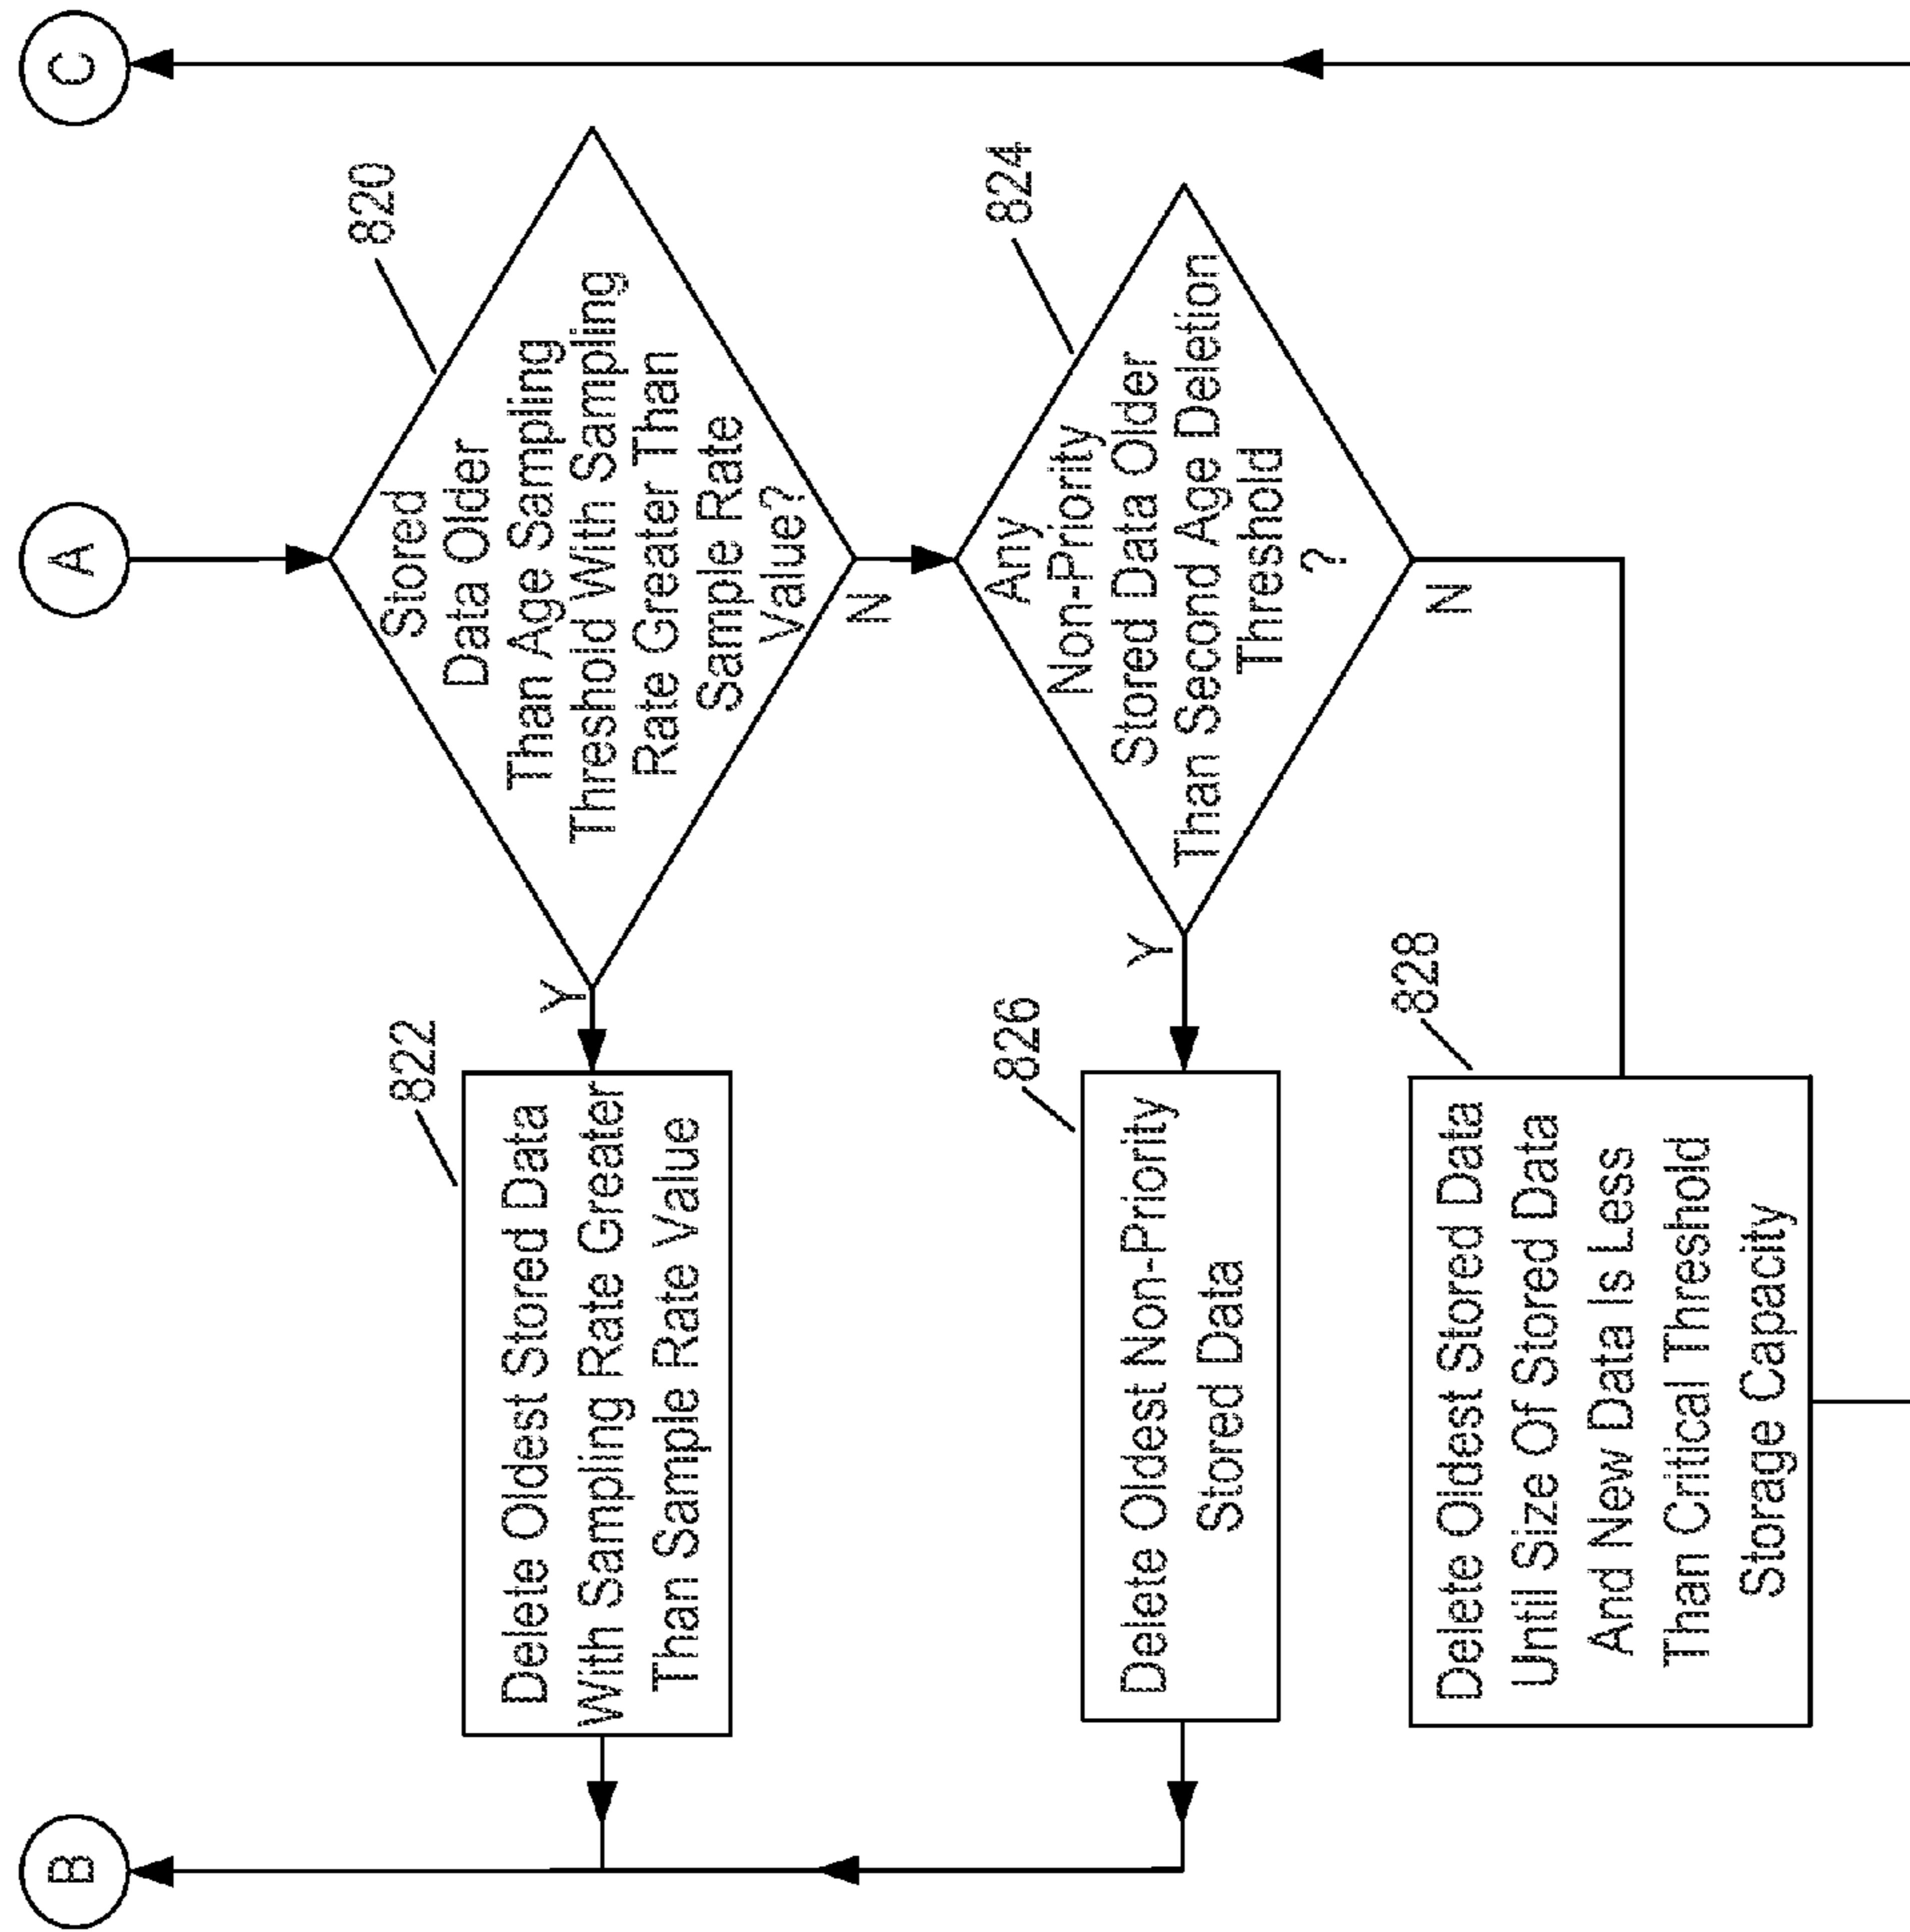 B
A
C
820
Stored
Data Older
Than Age Sampling
Threshold With Sampling
Rate Greater Than
Sample Rate
Value?
Y
N
822
Delete Oldest Stored Data
With Sampling Rate Greater
Than Sample Rate Value
824
Any
Non-Priority
Stored Data Older
Than Second Age Deletion
Threshold
?
Y
N
826
Delete Oldest Non-Priority
Stored Data
828
Delete Oldest Stored Data
Until Size Of Stored Data
And New Data Is Less
Than Critical Threshold
Storage Capacity